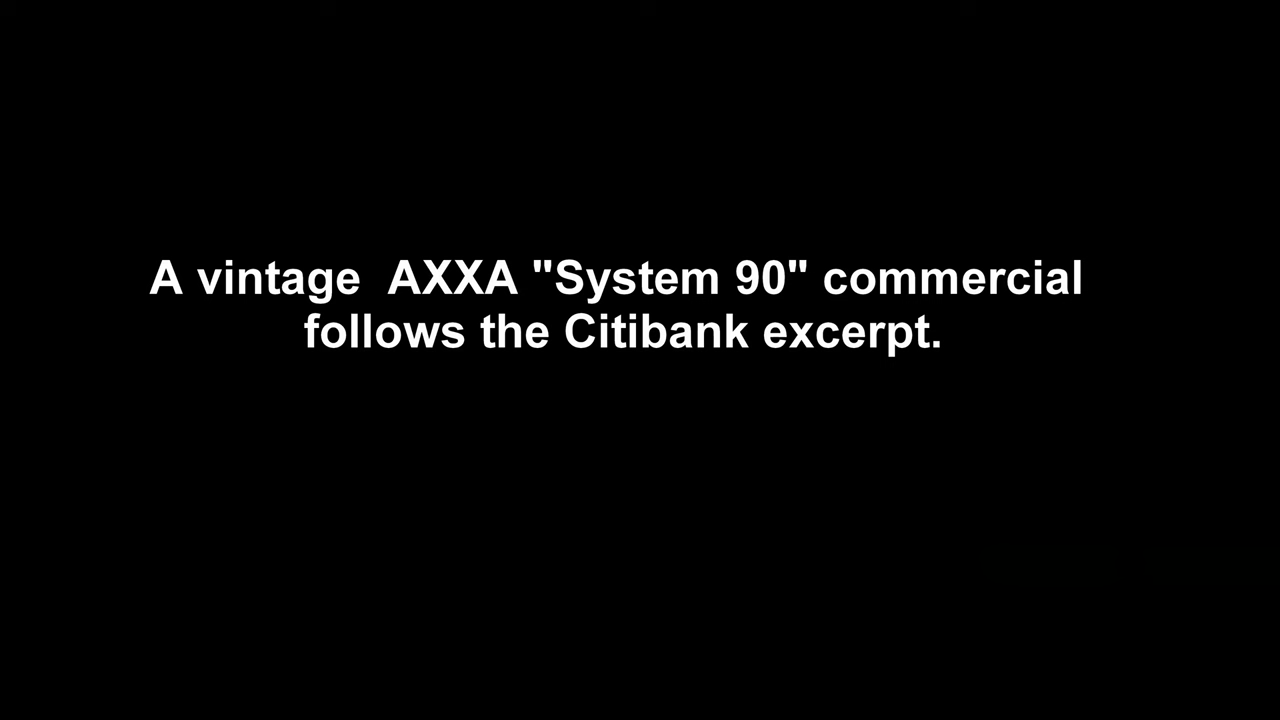 A vintage  AXXA "System 90" commercial
follows the Citibank excerpt.